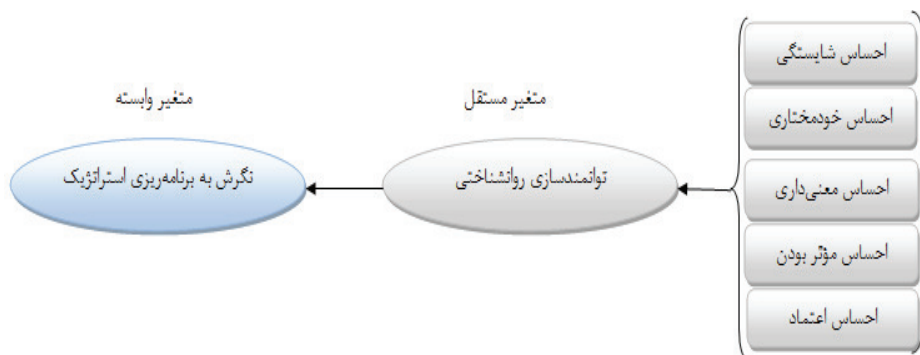 احساس شایستگی
احساس خودمختاری
احساس معنی‌داری
احساس مؤثر بودن
احساس اعتماد
متغیر مستقل
توانمندسازی روانشناختی
متغیر وابسته
نگرش به برنامه‌ریزی استراتژیک